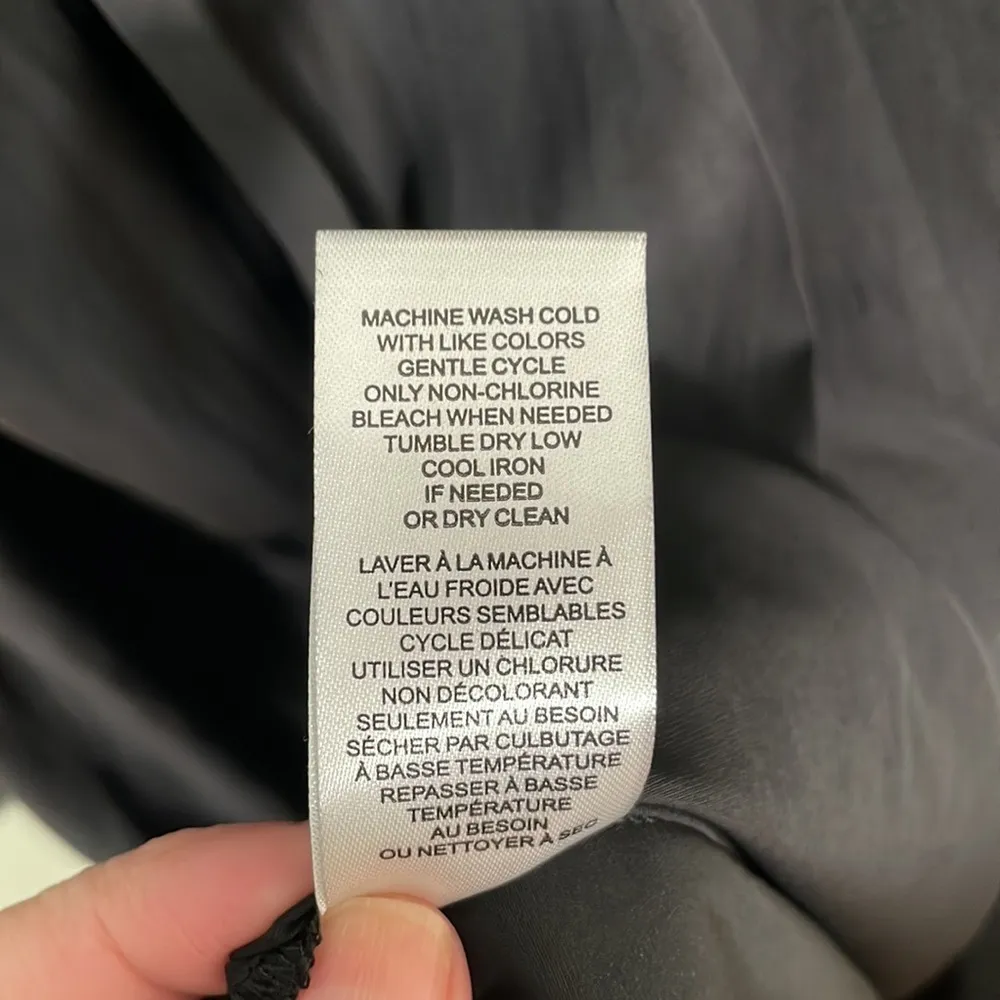 MACHINE WASH COLD
WITH LIKE COLORS
GENTLE CYCLE
ONLY NON-CHLORINE
BLEACH WHEN NEEDED
TUMBLE DRY LOW
COOL IRON
IF NEEDED
OR DRY CLEAN
LAVER À LA MACHINE À
L'EAU FROIDE AVEC
COULEURS SEMBLABLES
CYCLE DÉLICAT
UTILISER UN CHLORURE
NON DÉCOLORANT
SEULEMENT AU BESOIN
SÉCHER PAR CULBUTAGE
À BASSE TEMPÉRATURE
REPASSER À BASSE
TEMPÉRATURE
AU BESOIN
OU NETTOYER À SEC